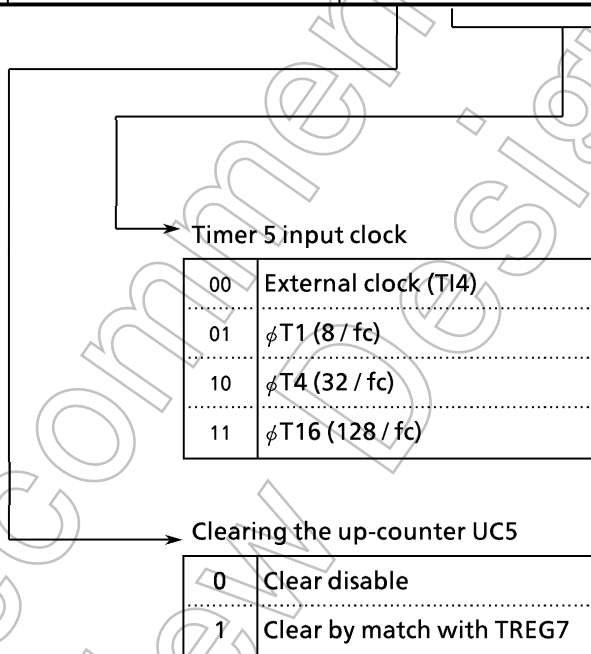 Timer 5 input clock
00 External clock (TI4)
01 ϕT1 (8 / fc)
10 ϕT4 (32 / fc)
11 ϕT16 (128 / fc)
Clearing the up-counter UC5
0 Clear disable
1 Clear by match with TREG7